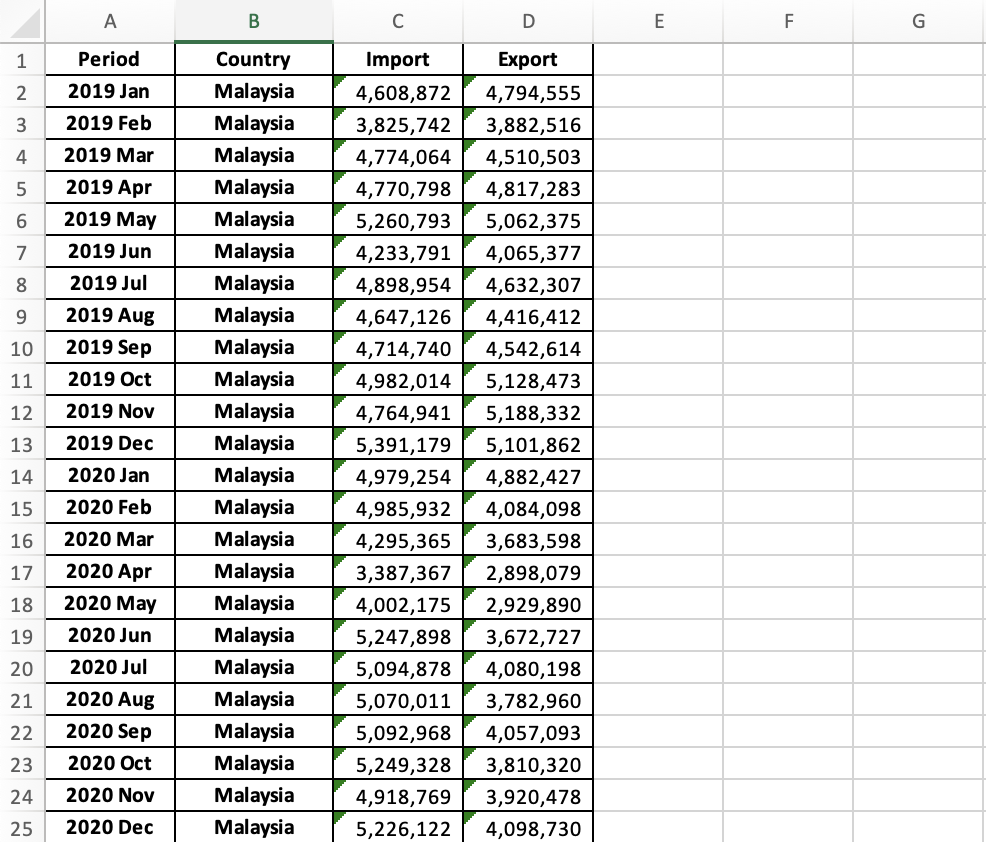 A B C D E F G
1 Period Country Import Export
2 2019 Jan Malaysia 4,608,872 4,794,555
3 2019 Feb Malaysia 3,825,742 3,882,516
4 2019 Mar Malaysia 4,774,064 4,510,503
5 2019 Apr Malaysia 4,770,798 4,817,283
6 2019 May Malaysia 5,260,793 5,062,375
7 2019 Jun Malaysia 4,233,791 4,065,377
8 2019 Jul Malaysia 4,898,954 4,632,307
9 2019 Aug Malaysia 4,647,126 4,416,412
10 2019 Sep Malaysia 4,714,740 4,542,614
11 2019 Oct Malaysia 4,982,014 5,128,473
12 2019 Nov Malaysia 4,764,941 5,188,332
13 2019 Dec Malaysia 5,391,179 5,101,862
14 2020 Jan Malaysia 4,979,254 4,882,427
15 2020 Feb Malaysia 4,985,932 4,084,098
16 2020 Mar Malaysia 4,295,365 3,683,598
17 2020 Apr Malaysia 3,387,367 2,898,079
18 2020 May Malaysia 4,002,175 2,929,890
19 2020 Jun Malaysia 5,247,898 3,672,727
20 2020 Jul Malaysia 5,094,878 4,080,198
21 2020 Aug Malaysia 5,070,011 3,782,960
22 2020 Sep Malaysia 5,092,968 4,057,093
23 2020 Oct Malaysia 5,249,328 3,810,320
24 2020 Nov Malaysia 4,918,769 3,920,478
25 2020 Dec Malaysia 5,226,122 4,098,730